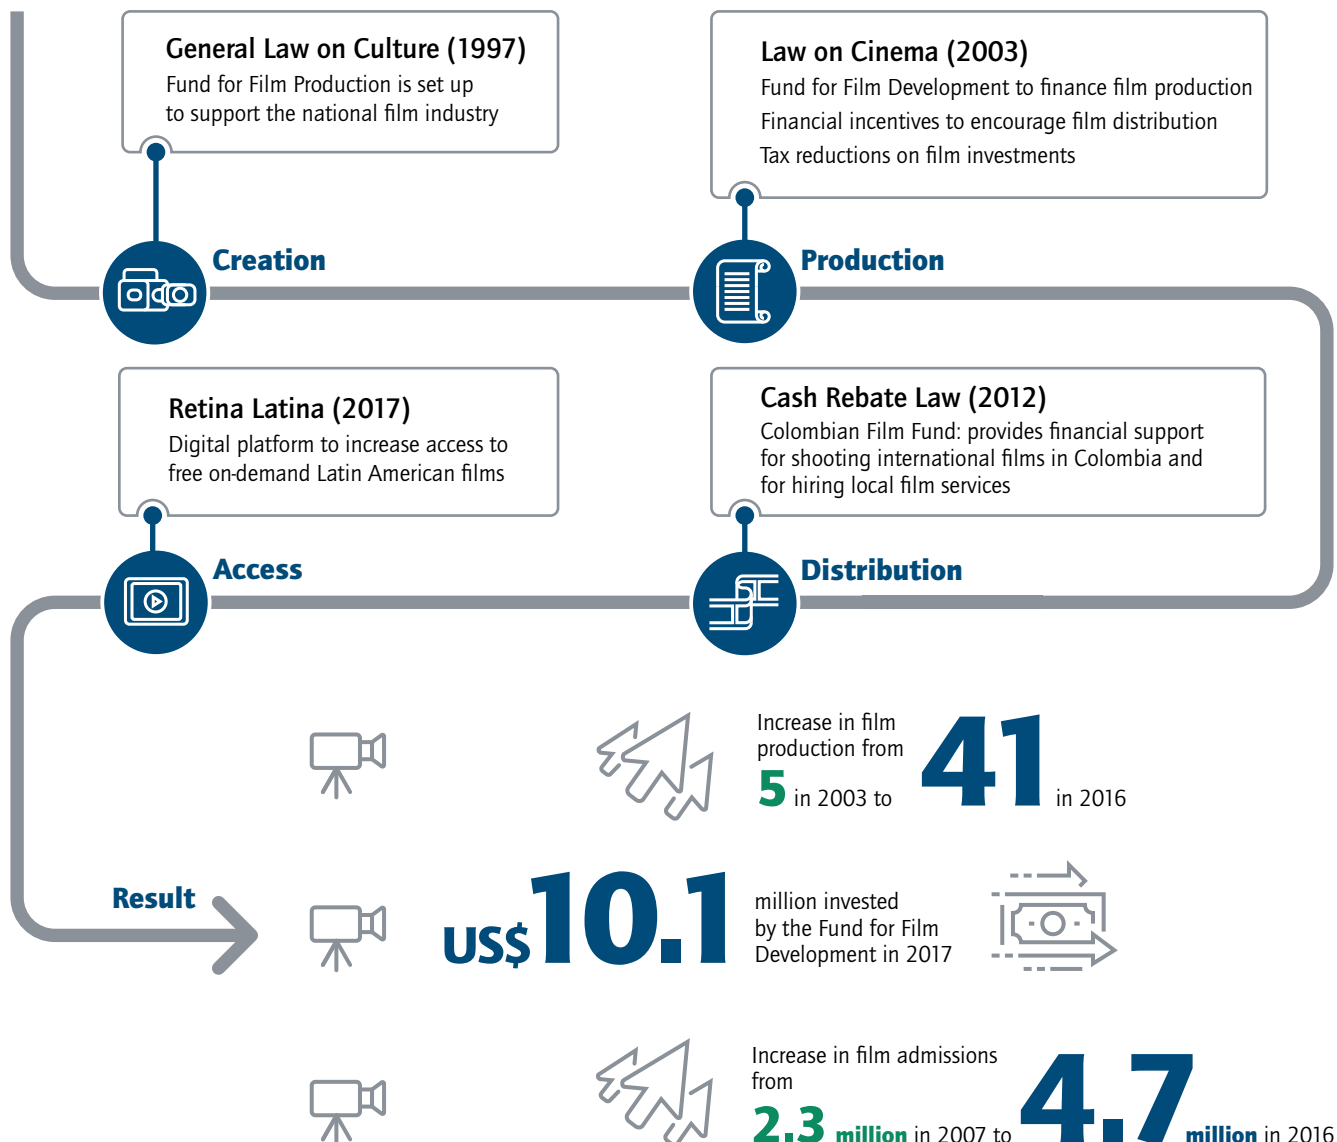 General Law on Culture (1997)
Fund for Film Production is set up
to support the national film industry
Creation
Law on Cinema (2003)
Fund for Film Development to finance film production
Financial incentives to encourage film distribution
Tax reductions on film investments
Production
Cash Rebate Law (2012)
Colombian Film Fund: provides financial support
for shooting international films in Colombia and
for hiring local film services
Distribution
Retina Latina (2017)
Digital platform to increase access to
free on-demand Latin American films
Access
Result
Increase in film
production from
5 in 2003 to 41 in 2016
US$10.1
million invested
by the Fund for Film
Development in 2017
Increase in film admissions
from
2.3 million in 2007 to 4.7 million in 2016